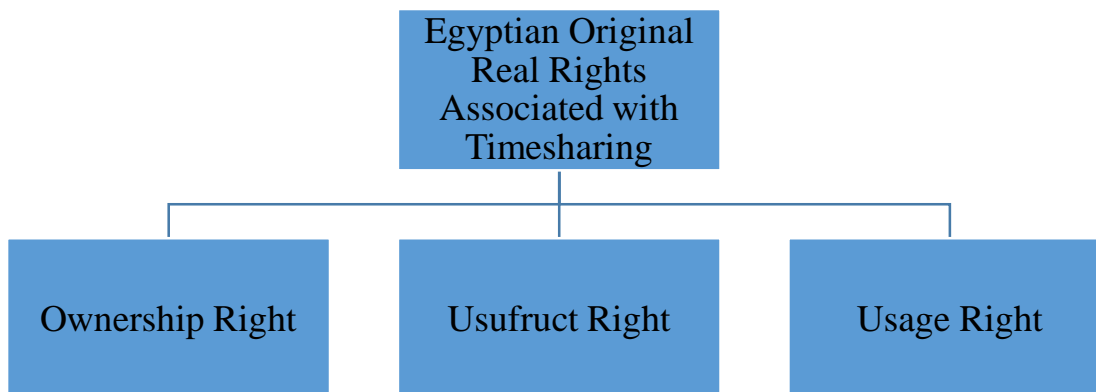 Egyptian Original
Real Rights
Associated with
Timesharing
Ownership Right
Usufruct Right
Usage Right